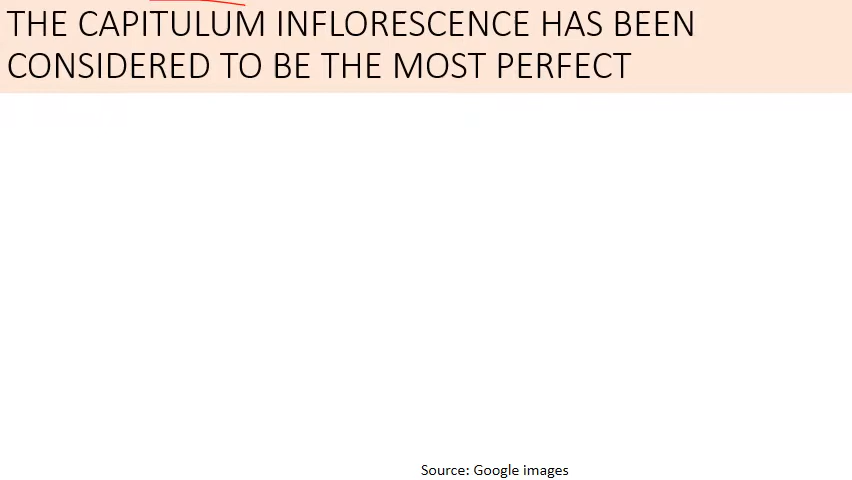 THE CAPITULUM INFLORESCENCE HAS BEEN
CONSIDERED TO BE THE MOST PERFECT
Source: Google images